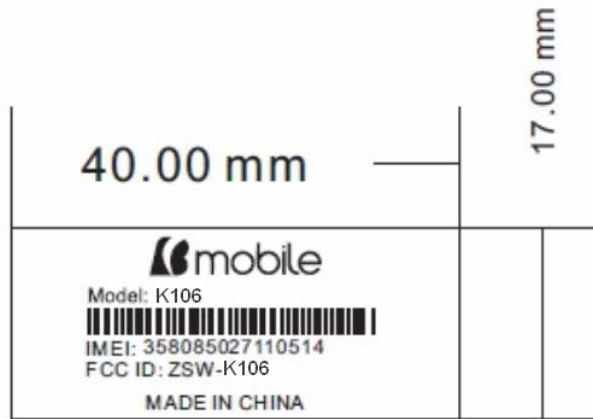 17.00 mm
40.00 mm
mobile
Model: K106
IMEI: 358085027110514
FCC ID: ZSW-K106
MADE IN CHINA